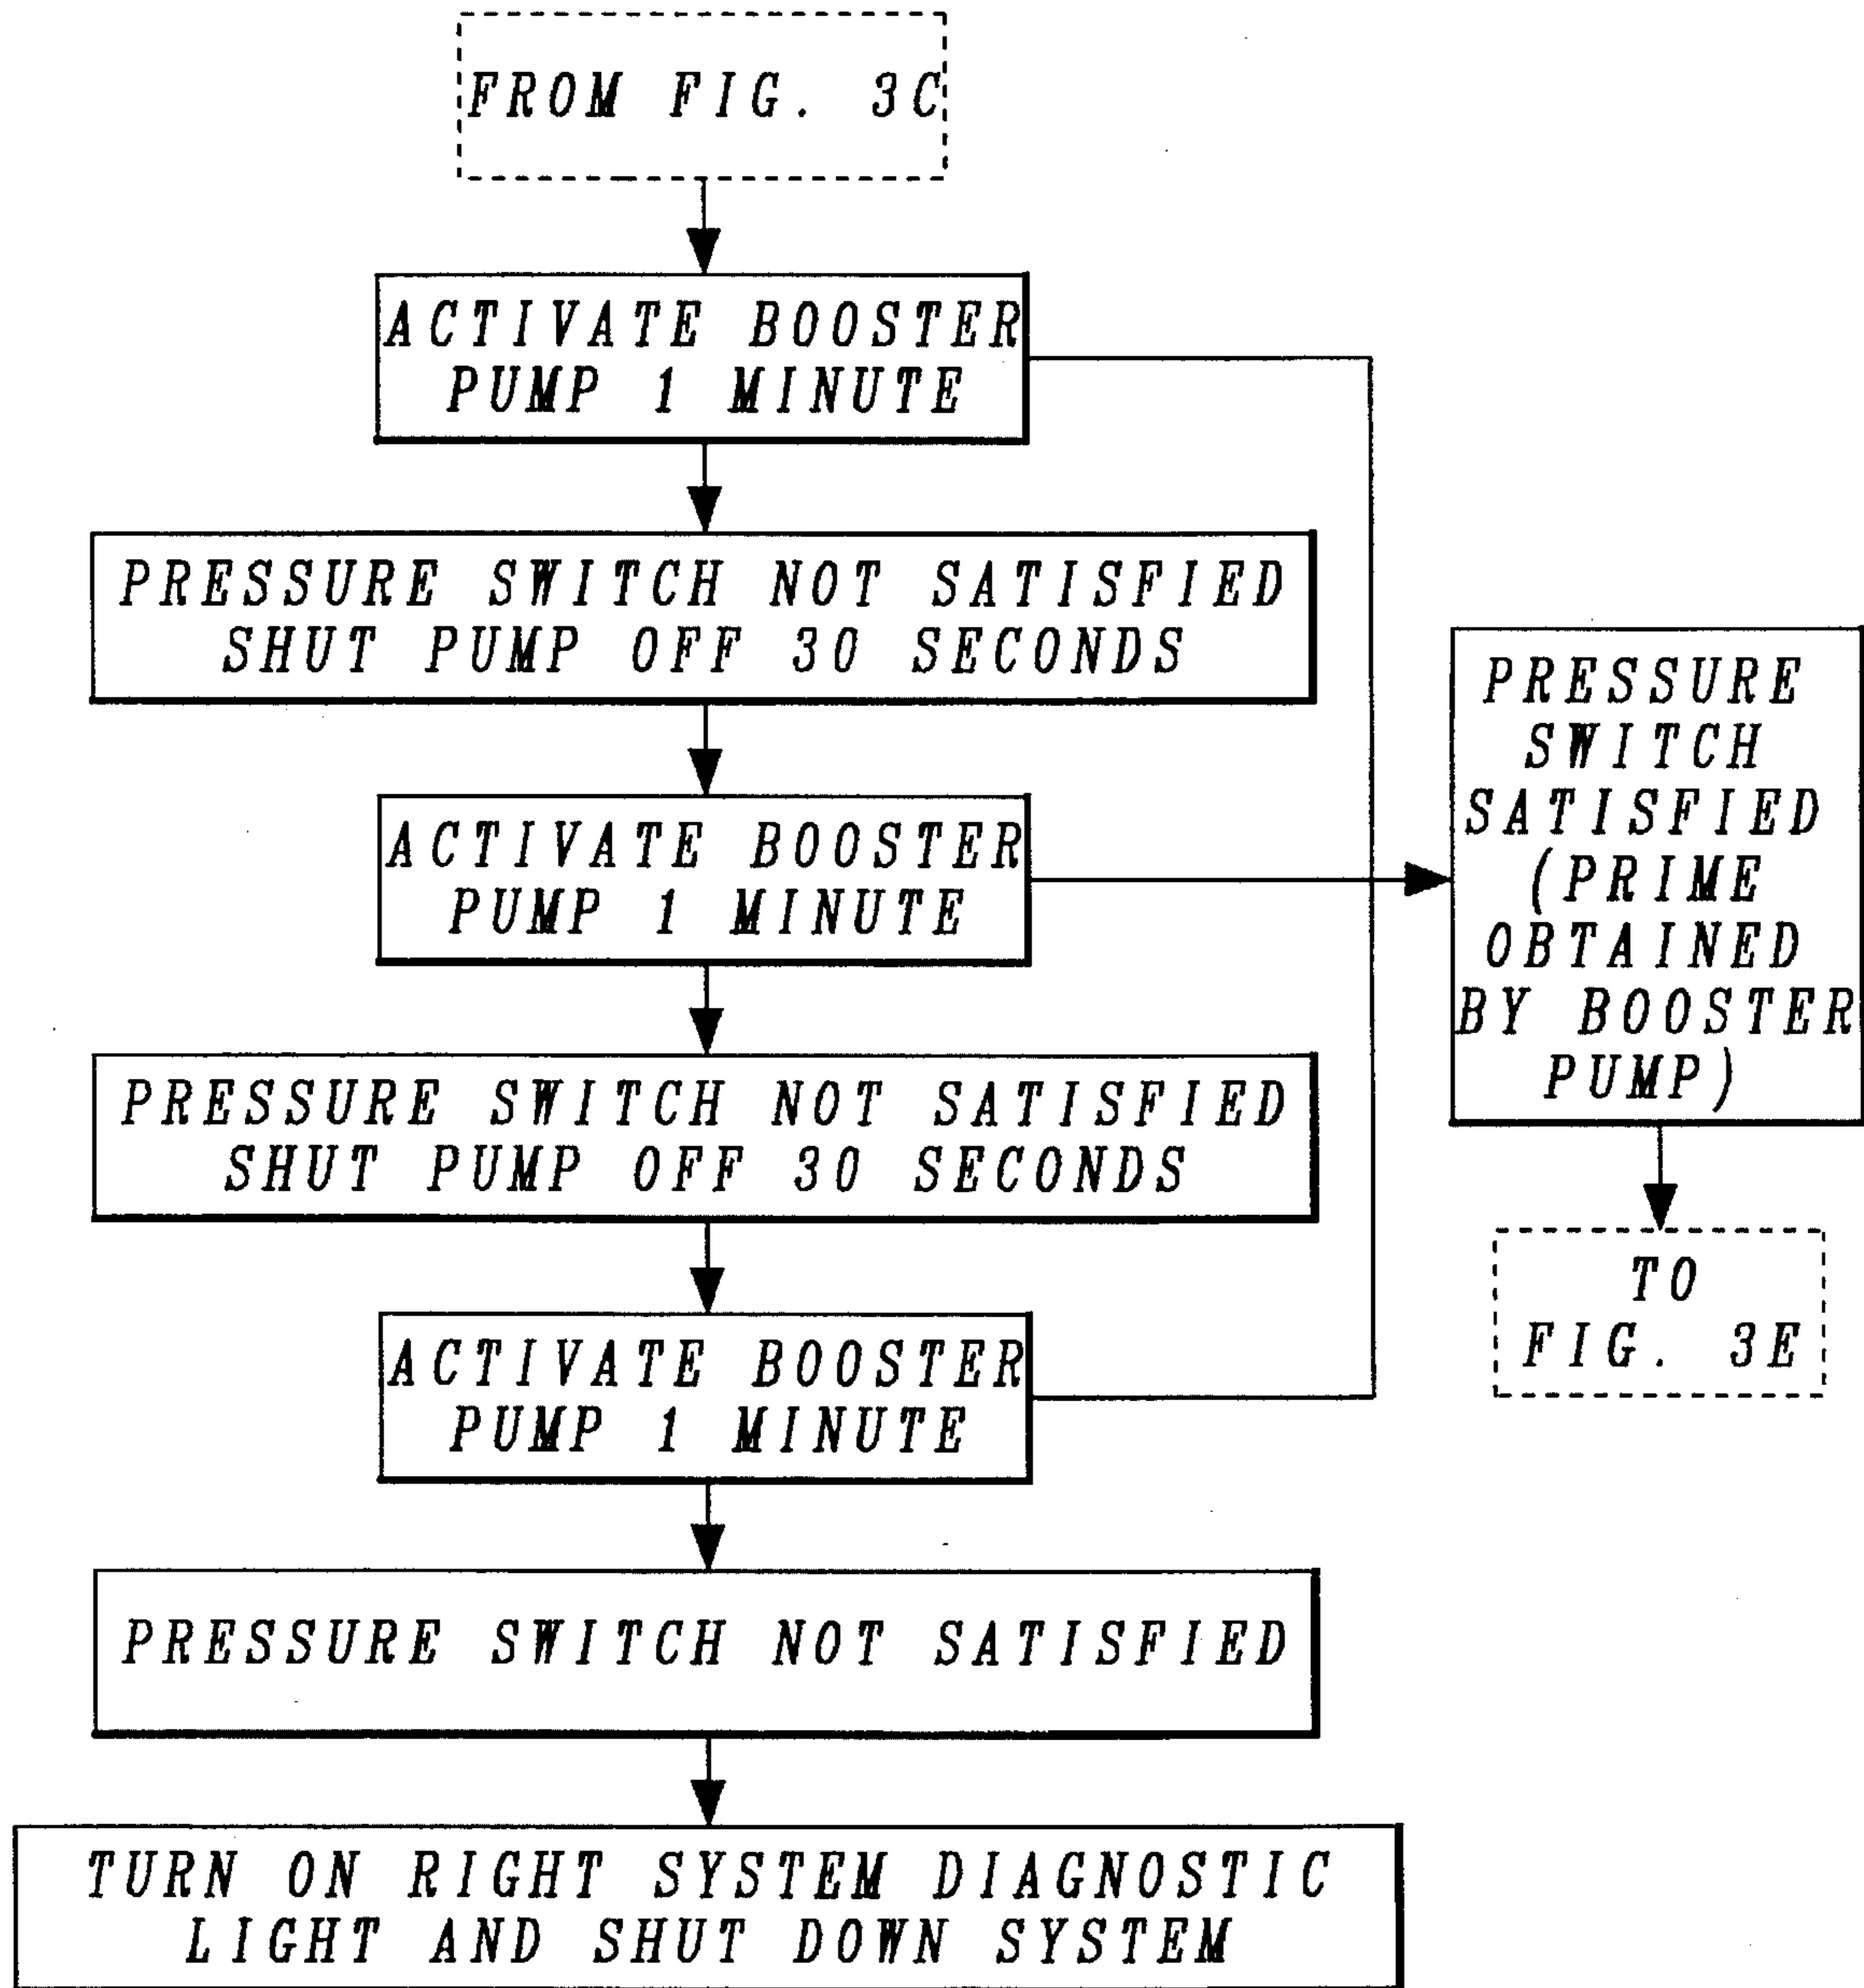 FROM FIG. 3C
ACTIVATE BOOSTER
PUMP 1 MINUTE
PRESSURE SWITCH NOT SATISFIED
SHUT PUMP OFF 30 SECONDS
ACTIVATE BOOSTER
PUMP 1 MINUTE
PRESSURE SWITCH NOT SATISFIED
SHUT PUMP OFF 30 SECONDS
ACTIVATE BOOSTER
PUMP 1 MINUTE
PRESSURE SWITCH NOT SATISFIED
TURN ON RIGHT SYSTEM DIAGNOSTIC
LIGHT AND SHUT DOWN SYSTEM
PRESSURE
SWITCH
SATISFIED
(PRIME
OBTAINED
BY BOOSTER
PUMP)
TO
FIG. 3E